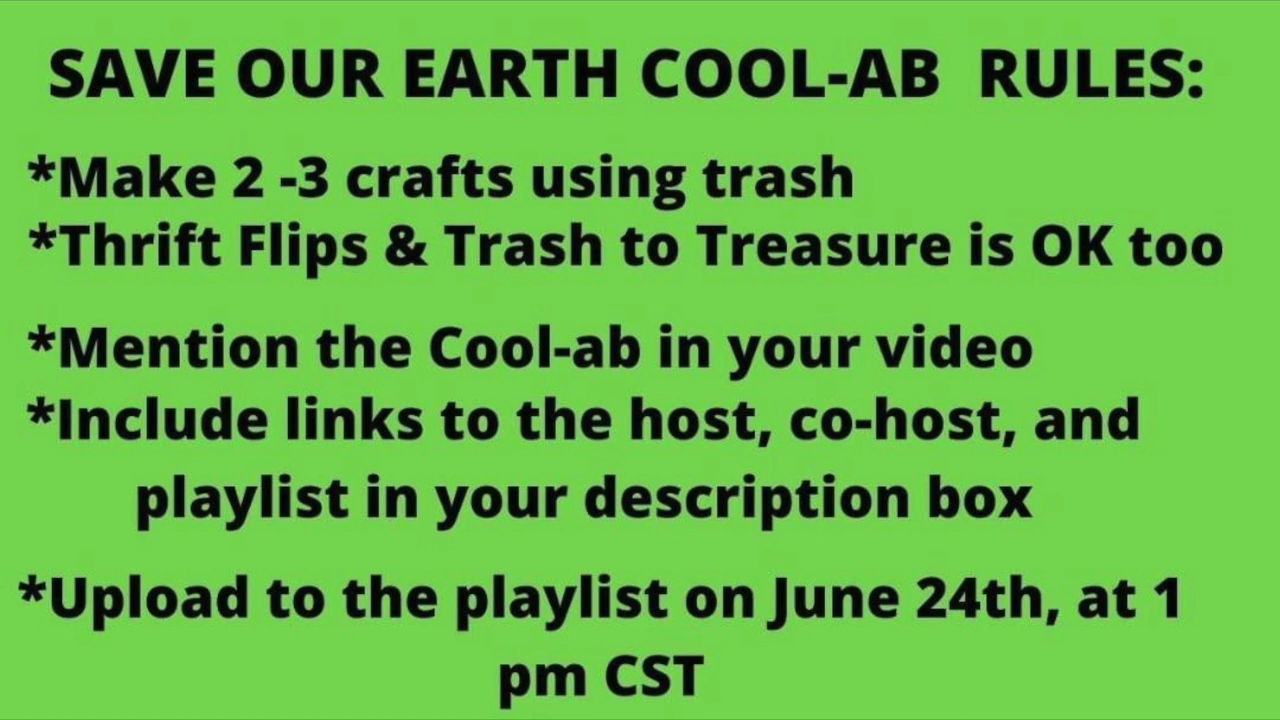 SAVE OUR EARTH COOL-AB RULES:
*Make 2 -3 crafts using trash
*Thrift Flips & Trash to Treasure is OK too
*Mention the Cool-ab in your video
*Include links to the host, co-host, and
playlist in your description box
*Upload to the playlist on June 24th, at 1
pm CST